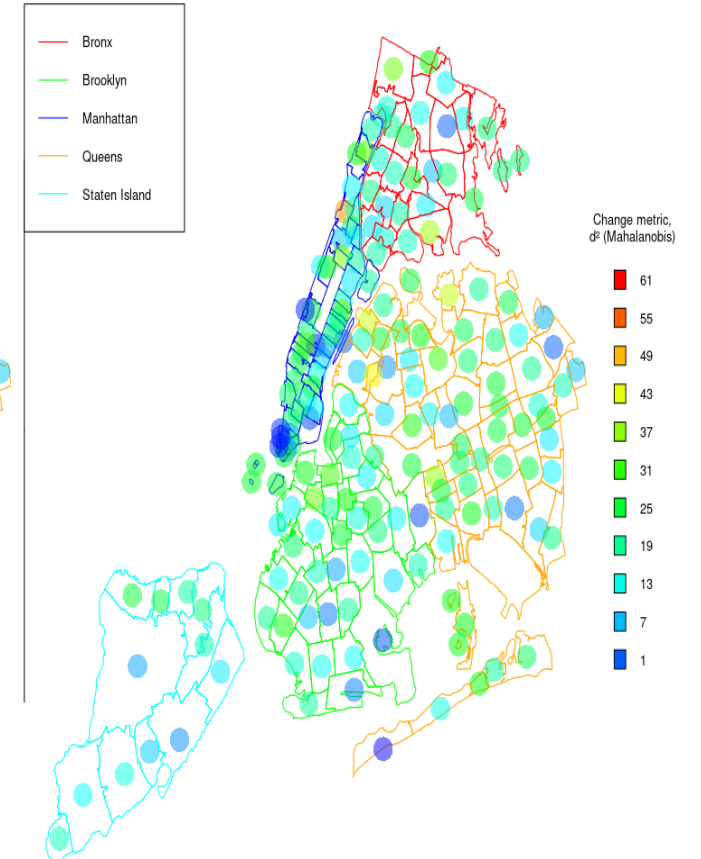 Bronx
Brooklyn
Manhattan
Queens
Staten Island
Change metric,
d² (Mahalanobis)
61
55
49
43
37
31
25
19
13
7
1